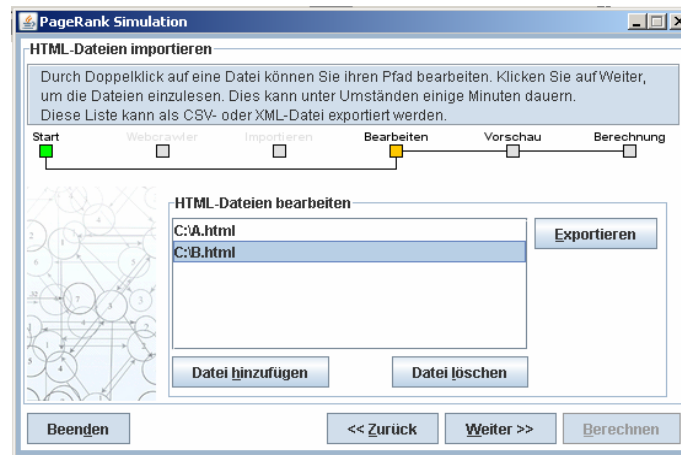 PageRank Simulation
HTML-Dateien importieren
Durch Doppelklick auf eine Datei können Sie ihren Pfad bearbeiten. Klicken Sie auf Weiter,
um die Dateien einzulesen. Dies kann unter Umständen einige Minuten dauern.
Diese Liste kann als CSV- oder XML-Datei exportiert werden.
Start Webcrawler Importieren Bearbeiten Vorschau Berechnung
HTML-Dateien bearbeiten
C:\A.html
C:\B.html
Exportieren
Datei hinzufügen Datei löschen
Beenden << Zurück Weiter >> Berechnen